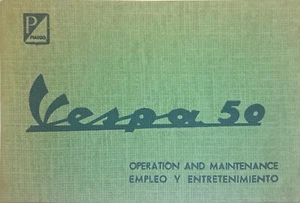 P
PIAGGIO
Vespa 50
OPERATION AND MAINTENANCE
EMPLEO Y ENTRETENIMIENTO